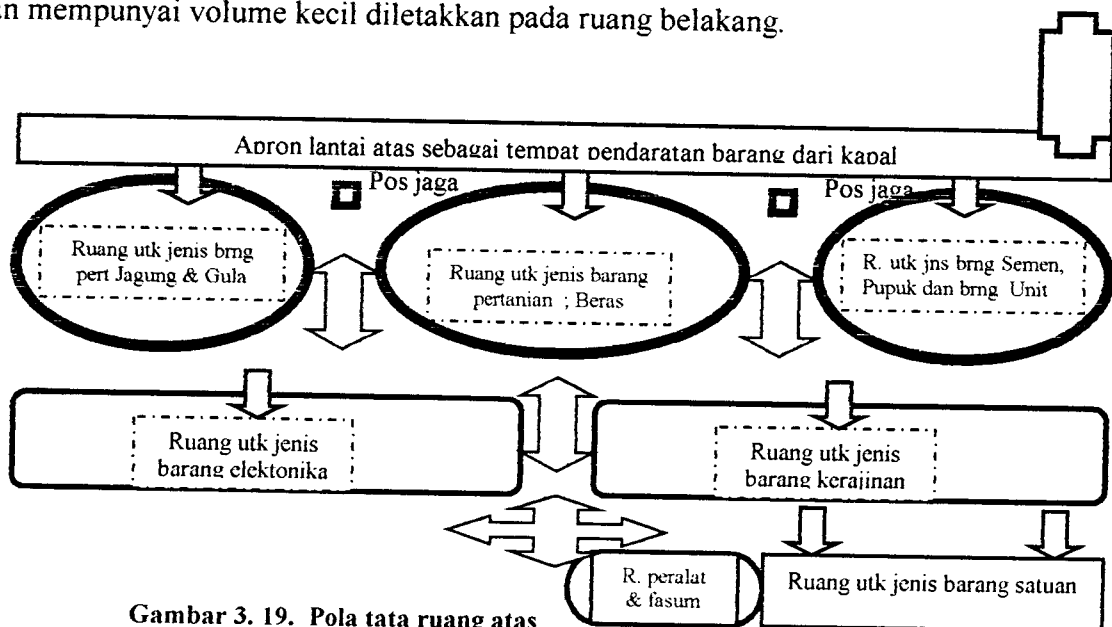 n mempunyai volume kecil diletakkan pada ruang belakang.
Apron lantai atas sebagai tempat pendaratan barang dari kapal
Pos jaga
Pos jaga
Ruang utk jenis brng
pert Jagung & Gula
Ruang utk jenis barang
pertanian ; Beras
R. utk jns brng Semen,
Pupuk dan brng Unit
Ruang utk jenis
barang elektonika
Ruang utk jenis
barang kerajinan
R. peralat
& fasum
Ruang utk jenis barang satuan
Gambar 3. 19. Pola tata ruang atas